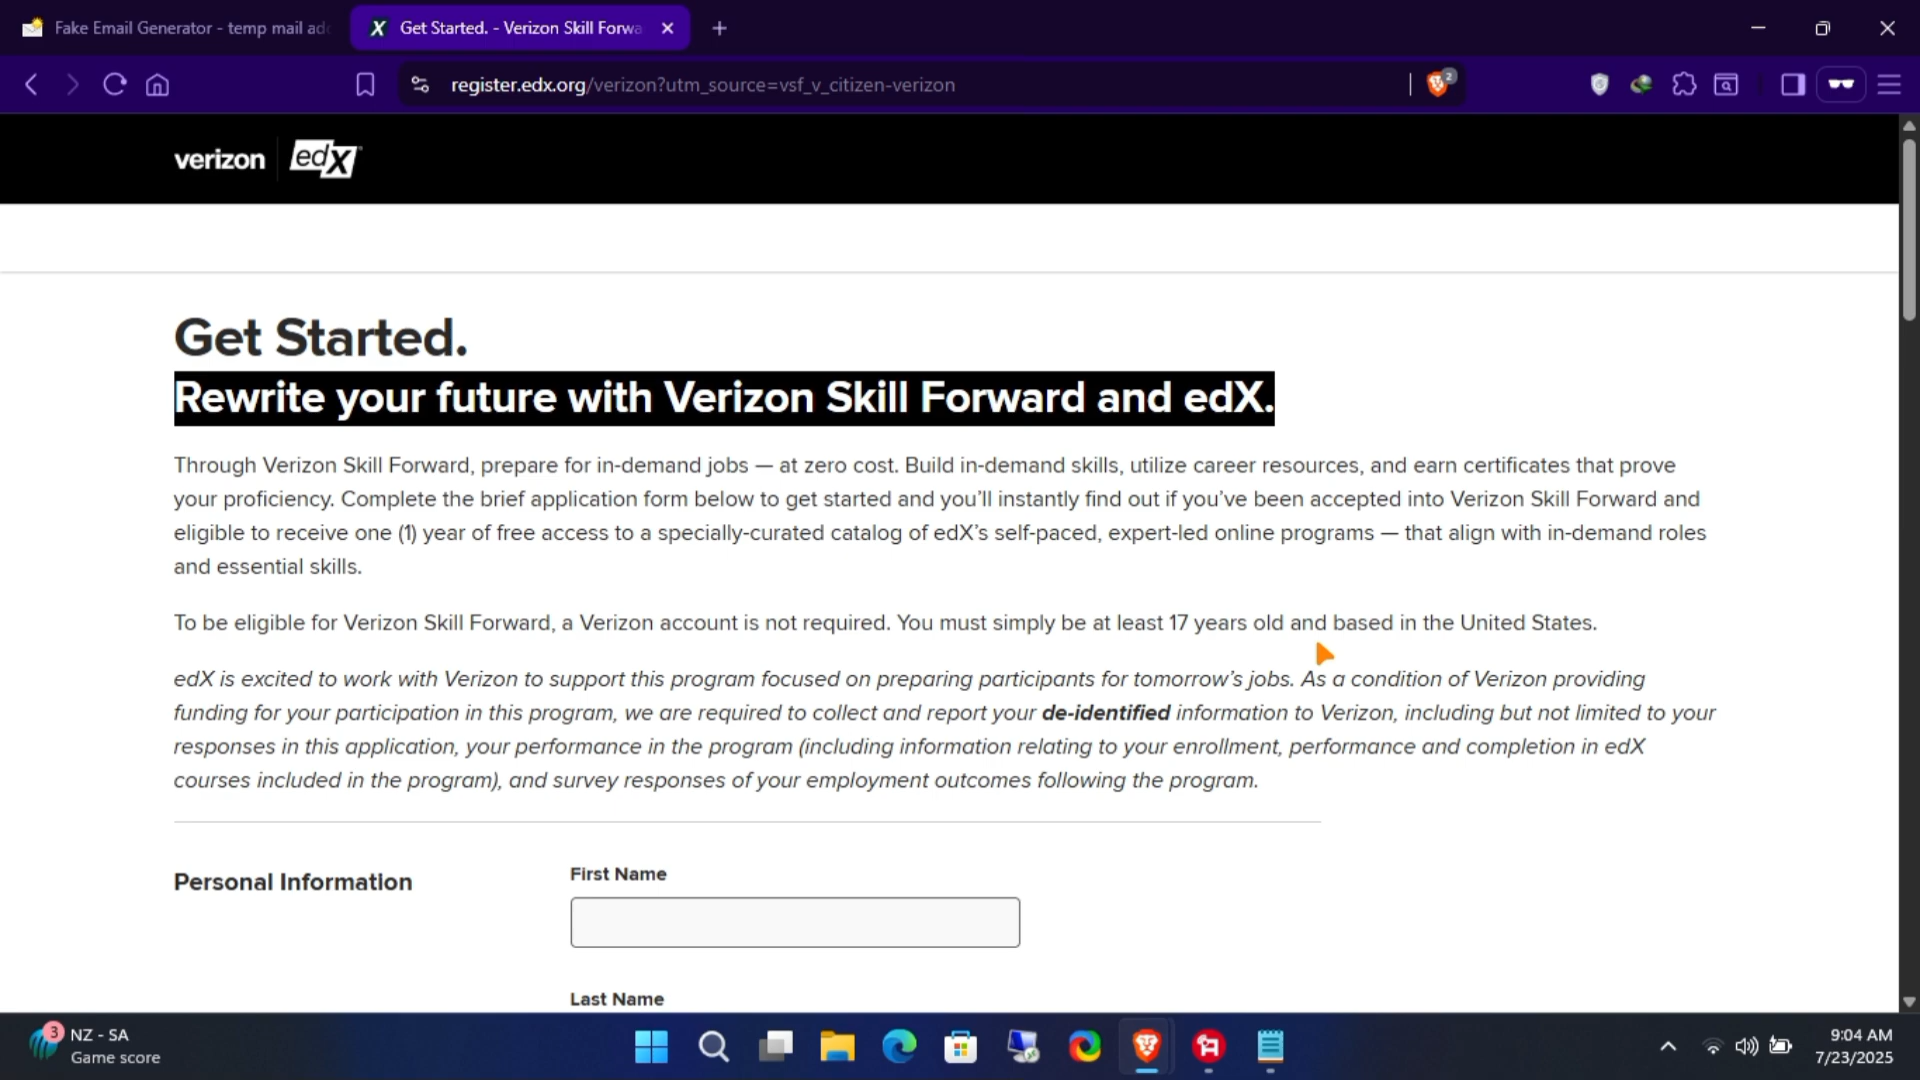 Fake Email Generator - temp mail add
Get Started. - Verizon Skill Forwa
register.edx.org/verizon?utm_source=vsf_v_citizen-verizon
2
verizon
edX
Get Started.
Rewrite your future with Verizon Skill Forward and edX.
Through Verizon Skill Forward, prepare for in-demand jobs — at zero cost. Build in-demand skills, utilize career resources, and earn certificates that prove
your proficiency. Complete the brief application form below to get started and you'll instantly find out if you've been accepted into Verizon Skill Forward and
eligible to receive one (1) year of free access to a specially-curated catalog of edX's self-paced, expert-led online programs — that align with in-demand roles
and essential skills.
To be eligible for Verizon Skill Forward, a Verizon account is not required. You must simply be at least 17 years old and based in the United States.
edX is excited to work with Verizon to support this program focused on preparing participants for tomorrow's jobs. As a condition of Verizon providing
funding for your participation in this program, we are required to collect and report your de-identified information to Verizon, including but not limited to your
responses in this application, your performance in the program (including information relating to your enrollment, performance and completion in edX
courses included in the program), and survey responses of your employment outcomes following the program.
Personal Information
First Name
Last Name
3
NZ - SA
Game score
9:04 AM
7/23/2025